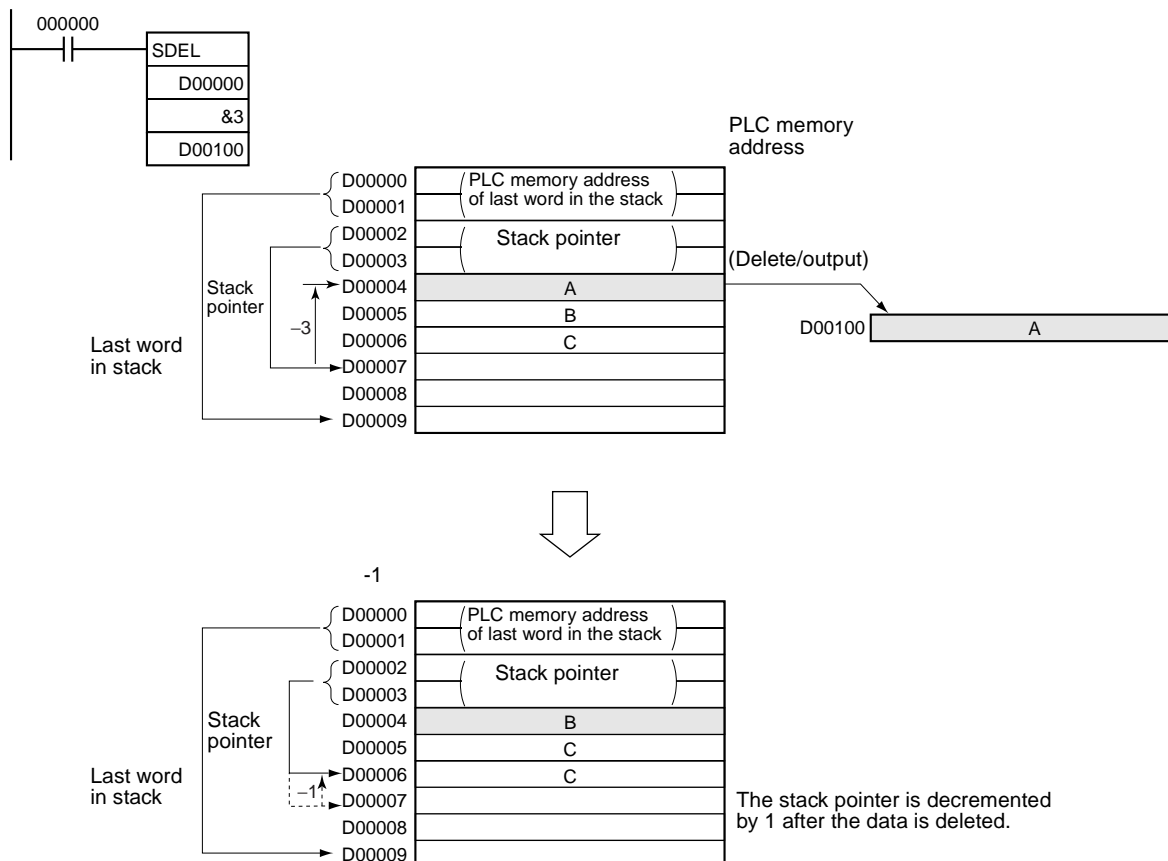 000000
SDEL
D00000
&3
D00100
PLC memory
address
D00000
D00001
D00002
D00003
D00004
D00005
D00006
D00007
D00008
D00009
(PLC memory address
of last word in the stack)
Stack pointer
A
B
C
Stack
pointer
–3
Last word
in stack
(Delete/output)
D00100
A
-1
D00000
D00001
D00002
D00003
D00004
D00005
D00006
D00007
D00008
D00009
(PLC memory address
of last word in the stack)
Stack pointer
B
C
C
Stack
pointer
–1
Last word
in stack
The stack pointer is decremented
by 1 after the data is deleted.